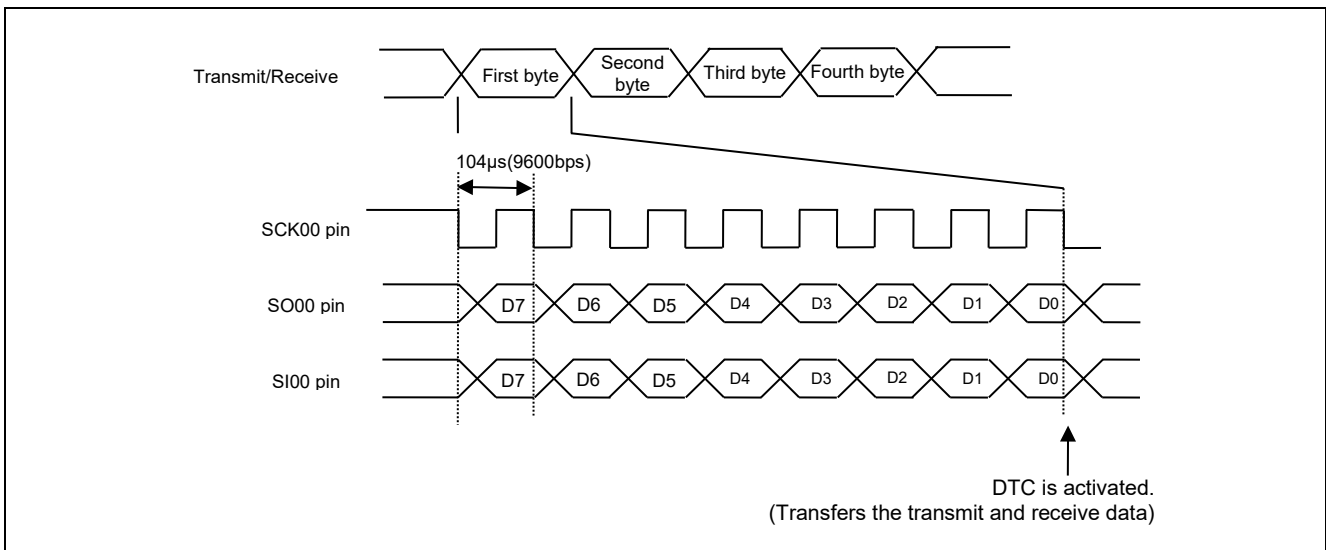 Transmit/Receive
First byte
Second
byte
Third byte
Fourth byte
104μs(9600bps)
SCK00 pin
SO00 pin
D7
D6
D5
D4
D3
D2
D1
D0
SI00 pin
D7
D6
D5
D4
D3
D2
D1
D0
DTC is activated.
(Transfers the transmit and receive data)